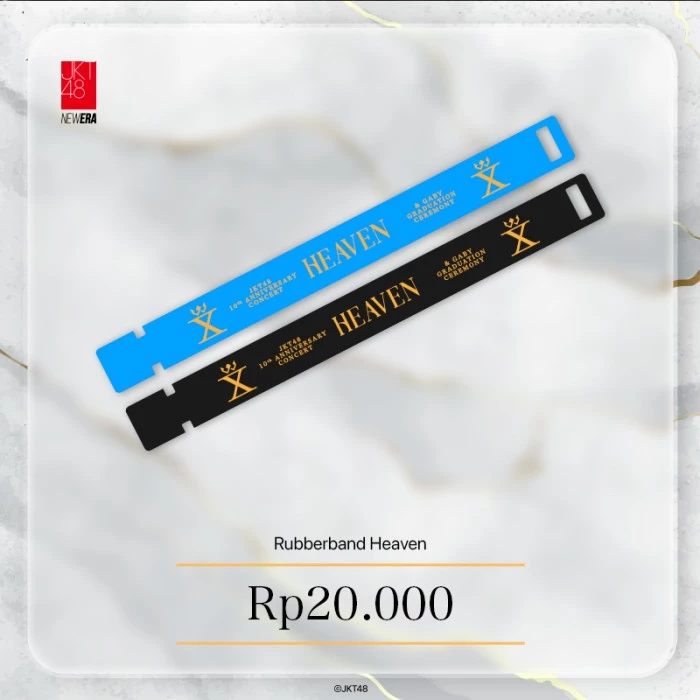 JKT
48
NEWERA
X
JKT48
10th ANNIVERSARY
CONCERT
HEAVEN
& GABY
GRADUATION
CEREMONY
X
X
JKT48
10th ANNIVERSARY
CONCERT
HEAVEN
& GABY
GRADUATION
CEREMONY
X
Rubberband Heaven
Rp20.000
©JKT48